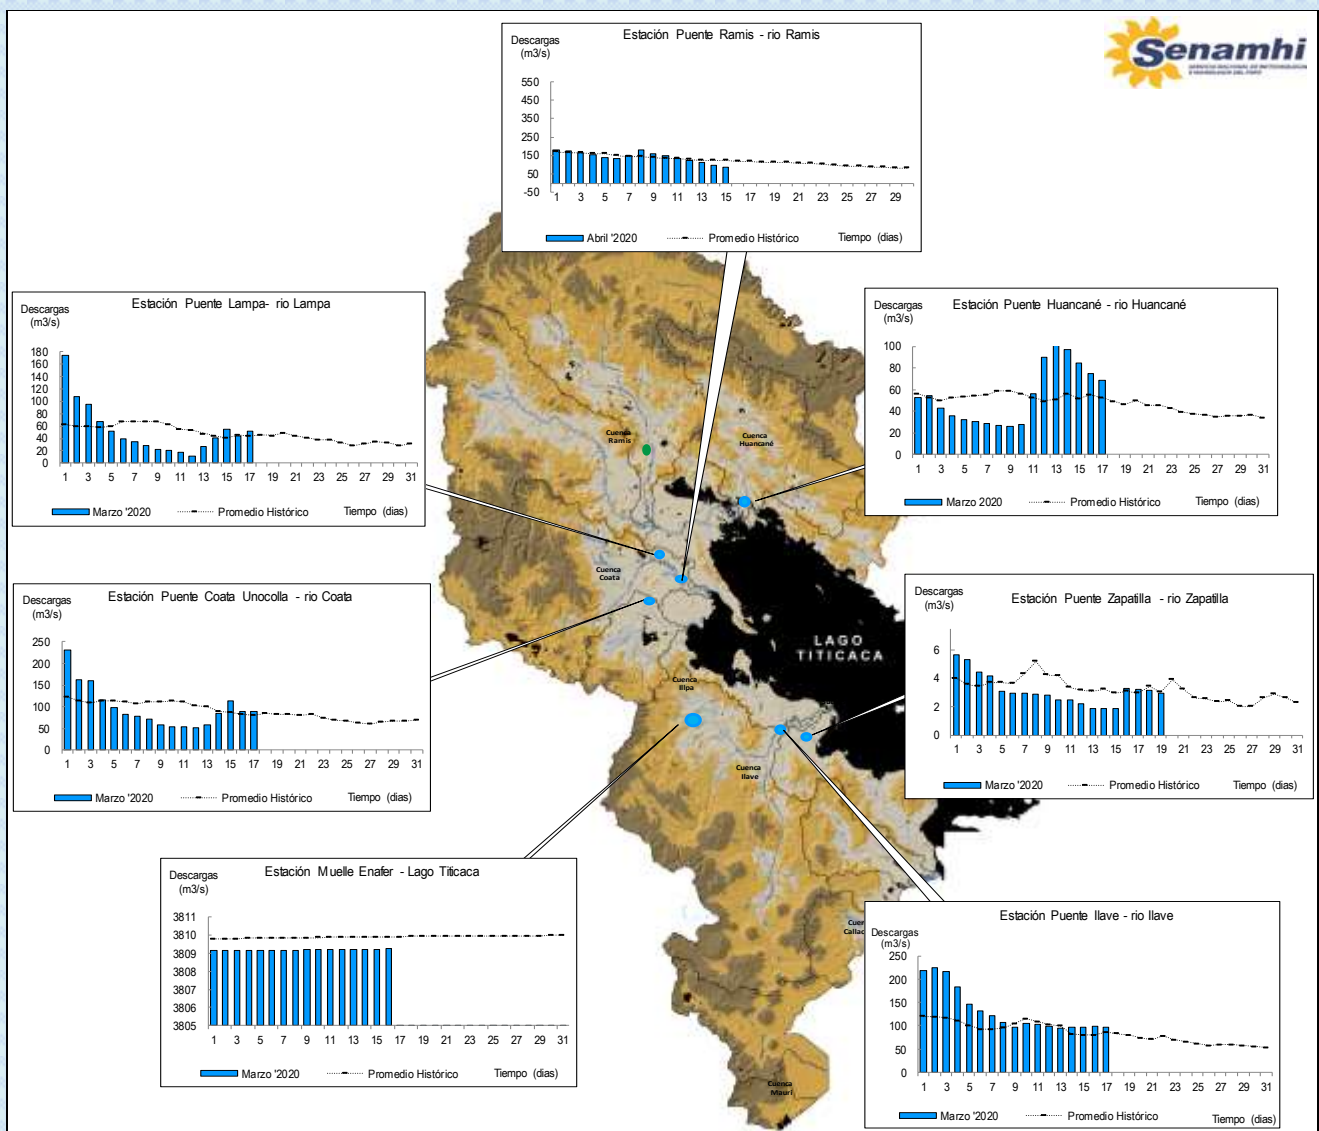 Senamhi
SERVICIO NACIONAL DE METEOROLOGIA
E HIDROLOGIA DEL PERU
Estación Puente Ramis - rio Ramis
Descargas
(m3/s)
550
450
350
250
150
50
-50
1 3 5 7 9 11 13 15 17 19 21 23 25 27 29
Abril '2020 Promedio Histórico Tiempo (dias)
Estación Puente Lampa- rio Lampa
Descargas
(m3/s)
180
160
140
120
100
80
60
40
20
0
1 3 5 7 9 11 13 15 17 19 21 23 25 27 29 31
Marzo '2020 Promedio Histórico Tiempo (dias)
Estación Puente Huancané - rio Huancané
Descargas
(m3/s)
100
80
60
40
20
0
1 3 5 7 9 11 13 15 17 19 21 23 25 27 29 31
Marzo 2020 Promedio Histórico Tiempo (dias)
Cuenca
Ramis
Cuenca
Huancané
Cuenca
Coata
LAGO
TITICACA
Cuenca
Illpa
Cuenca
Ilave
Cuenca
Mauri
Estación Puente Coata Unocolla - rio Coata
Descargas
(m3/s)
250
200
150
100
50
0
1 3 5 7 9 11 13 15 17 19 21 23 25 27 29 31
Marzo '2020 Promedio Histórico Tiempo (dias)
Estación Puente Zapatilla - rio Zapatilla
Descargas
(m3/s)
6
4
2
0
1 3 5 7 9 11 13 15 17 19 21 23 25 27 29 31
Marzo '2020 Promedio Histórico Tiempo (dias)
Estación Muelle Enafer - Lago Titicaca
Descargas
(m3/s)
3811
3810
3809
3808
3807
3806
3805
1 3 5 7 9 11 13 15 17 19 21 23 25 27 29 31
Marzo '2020 Promedio Histórico Tiempo (dias)
Estación Puente Ilave - rio Ilave
Descargas
(m3/s)
250
200
150
100
50
0
1 3 5 7 9 11 13 15 17 19 21 23 25 27 29 31
Marzo '2020 Promedio Histórico Tiempo (dias)